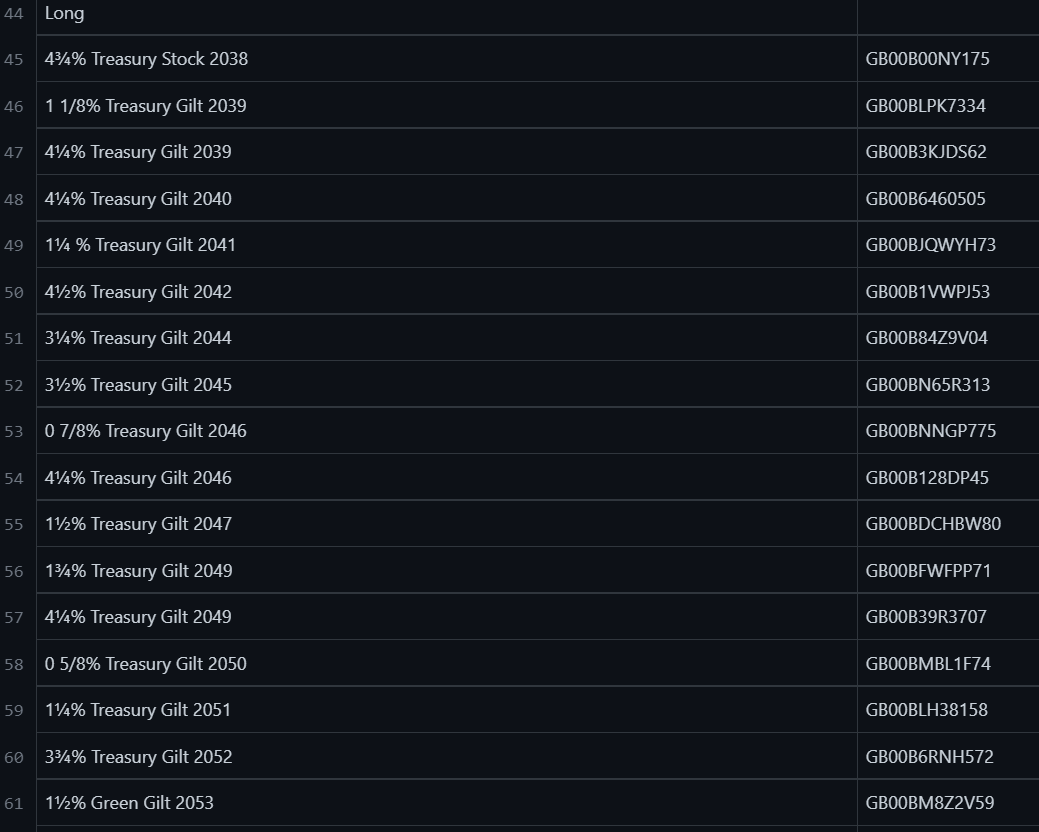 44 Long
45 4¾% Treasury Stock 2038 GB00B00NY175
46 1 1/8% Treasury Gilt 2039 GB00BLPK7334
47 4¼% Treasury Gilt 2039 GB00B3KJDS62
48 4¼% Treasury Gilt 2040 GB00B6460505
49 1¼ % Treasury Gilt 2041 GB00BJQWYH73
50 4½% Treasury Gilt 2042 GB00B1VWPJ53
51 3¼% Treasury Gilt 2044 GB00B84Z9V04
52 3½% Treasury Gilt 2045 GB00BN65R313
53 0 7/8% Treasury Gilt 2046 GB00BNNGP775
54 4¼% Treasury Gilt 2046 GB00B128DP45
55 1½% Treasury Gilt 2047 GB00BDCHBW80
56 1¾% Treasury Gilt 2049 GB00BFWFPP71
57 4¼% Treasury Gilt 2049 GB00B39R3707
58 0 5/8% Treasury Gilt 2050 GB00BMBL1F74
59 1¼% Treasury Gilt 2051 GB00BLH38158
60 3¾% Treasury Gilt 2052 GB00B6RNH572
61 1½% Green Gilt 2053 GB00BM8Z2V59